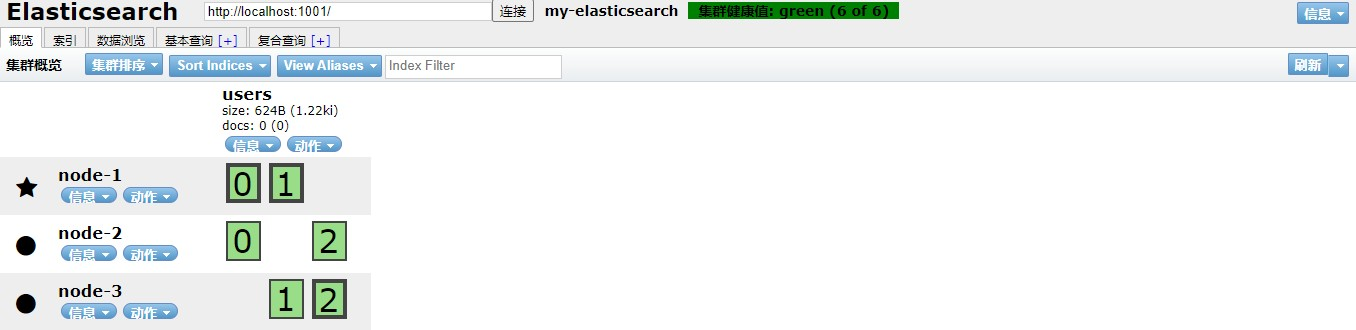 Elasticsearch http://localhost:1001/ 连接 my-elasticsearch 集群健康值: green (6 of 6) 信息
概览 索引 数据浏览 基本查询 [+] 复合查询 [+]
集群概览 集群排序 Sort Indices View Aliases Index Filter 刷新
users
size: 624B (1.22ki)
docs: 0 (0)
信息 动作
node-1 0 1
信息 动作
node-2 0 2
信息 动作
node-3 1 2
信息 动作